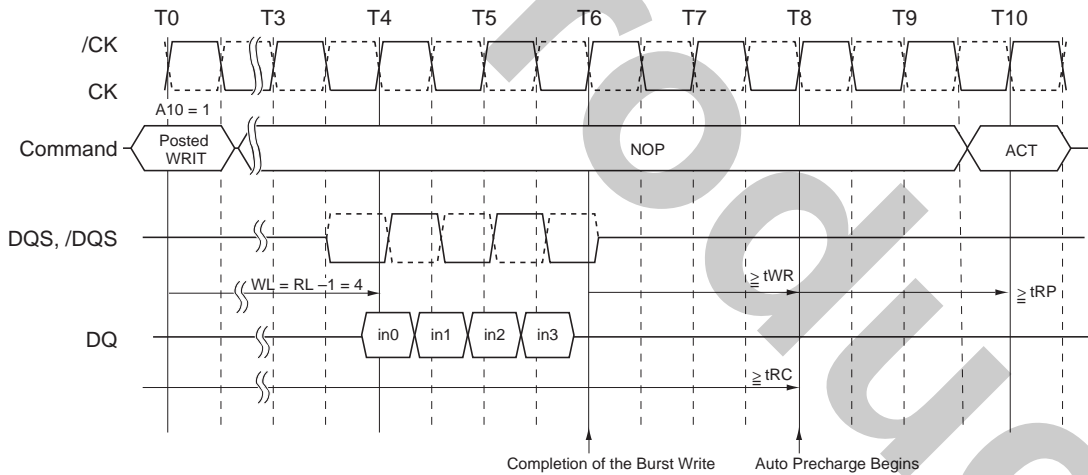 T0 T3 T4 T5 T6 T7 T8 T9 T10
/CK
CK
A10 = 1
Command Posted WRIT NOP ACT
DQS, /DQS
WL = RL –1 = 4 ≧ tWR ≧ tRP
DQ in0 in1 in2 in3
≧ tRC
Completion of the Burst Write Auto Precharge Begins
roduc